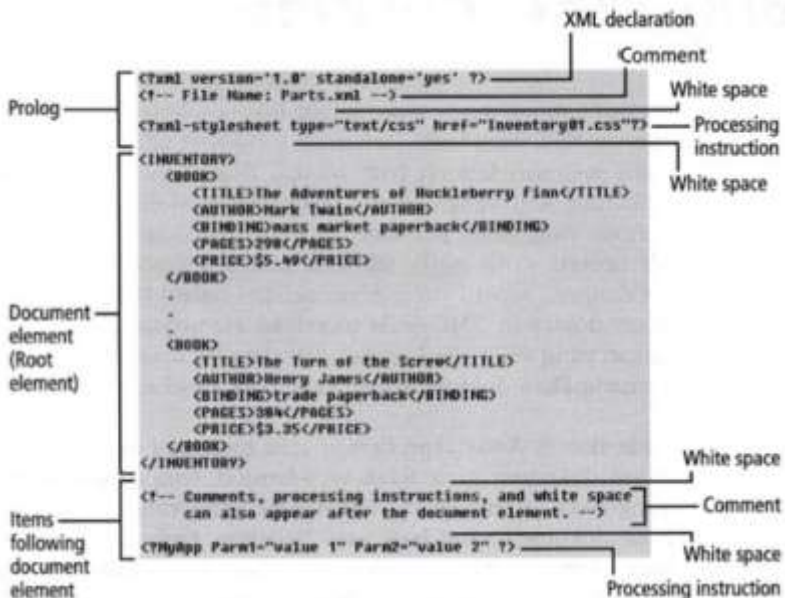 XML declaration
Comment
<?xml version='1.0' standalone='yes' ?>
<!-- File Name: Parts.xml -->
White space
Prolog
<?xml-stylesheet type="text/css" href="Inventory01.css"?>
Processing
instruction
White space
<INVENTORY>
<BOOK>
<TITLE>The Adventures of Huckleberry Finn</TITLE>
<AUTHOR>Mark Twain</AUTHOR>
<BINDING>mass market paperback</BINDING>
<PAGES>298</PAGES>
<PRICE>$5.49</PRICE>
</BOOK>
.
.
.
Document
element
(Root
element)
<BOOK>
<TITLE>The Turn of the Screw</TITLE>
<AUTHOR>Henry James</AUTHOR>
<BINDING>trade paperback</BINDING>
<PAGES>384</PAGES>
<PRICE>$3.35</PRICE>
</BOOK>
</INVENTORY>
White space
<!-- Comments, processing instructions, and white space
can also appear after the document element. -->
Comment
Items
following
document
element
White space
<?MyApp Parm1="value 1" Parm2="value 2" ?>
Processing instruction